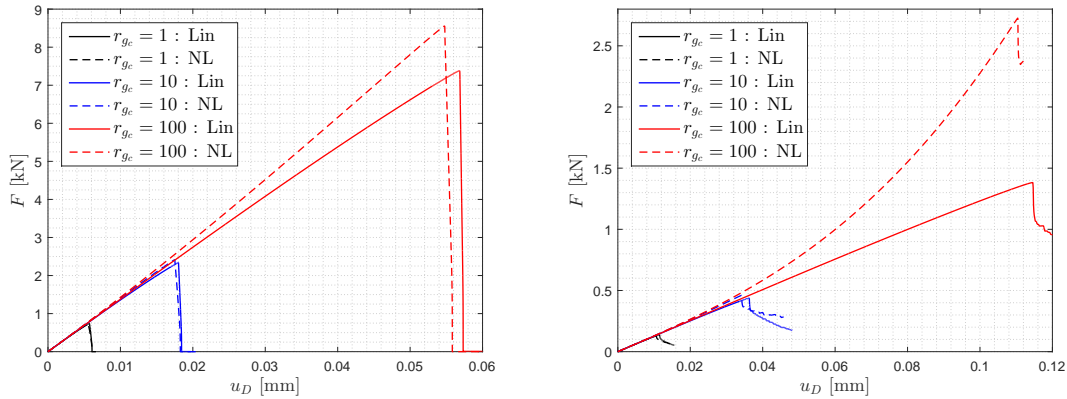 9
8
7
6
5
4
3
2
1
0
F [kN]
0 0.01 0.02 0.03 0.04 0.05 0.06
u_D [mm]
r_{g_c} = 1 : Lin
r_{g_c} = 1 : NL
r_{g_c} = 10 : Lin
r_{g_c} = 10 : NL
r_{g_c} = 100 : Lin
r_{g_c} = 100 : NL
2.5
2
1.5
1
0.5
0
F [kN]
0 0.02 0.04 0.06 0.08 0.1 0.12
u_D [mm]
r_{g_c} = 1 : Lin
r_{g_c} = 1 : NL
r_{g_c} = 10 : Lin
r_{g_c} = 10 : NL
r_{g_c} = 100 : Lin
r_{g_c} = 100 : NL